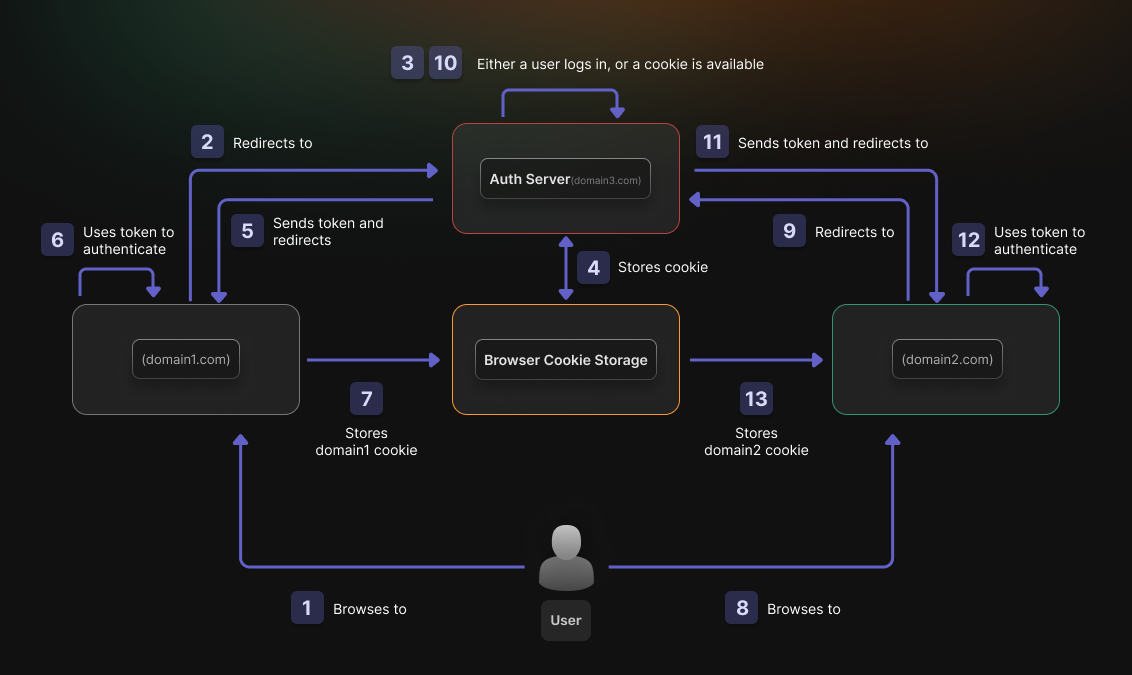 3 10 Either a user logs in, or a cookie is available
2 Redirects to
11 Sends token and redirects to
Auth Server(domain3.com)
6 Uses token to
authenticate
5 Sends token and
redirects
9 Redirects to
12 Uses token to
authenticate
4 Stores cookie
(domain1.com)
Browser Cookie Storage
(domain2.com)
7
Stores
domain1 cookie
13
Stores
domain2 cookie
1 Browses to
8 Browses to
User